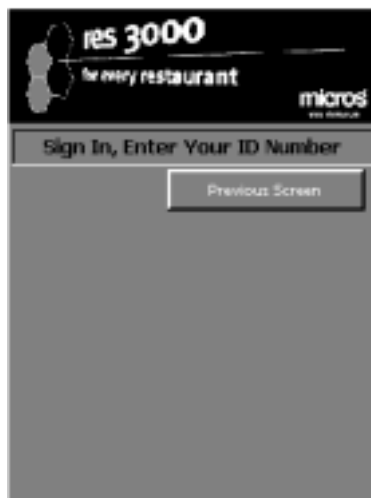 res 3000
for every restaurant
micros
Sign In, Enter Your ID Number
Previous Screen